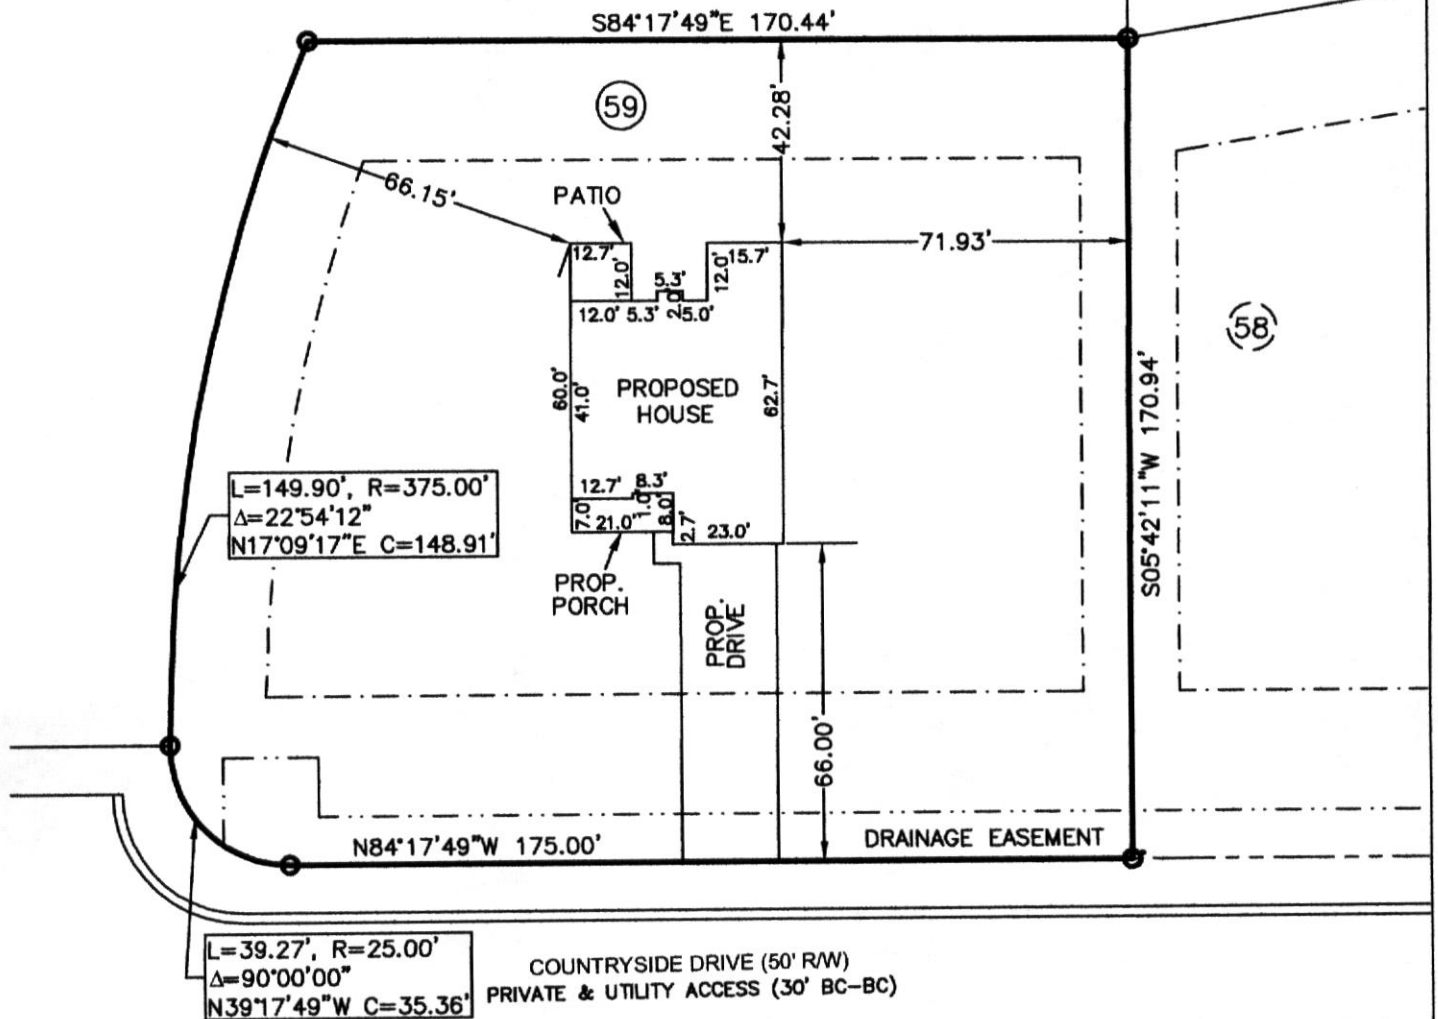 S84°17'49"E 170.44'
59
42.28'
66.15'
PATIO
71.93'
12.7'
12.0'
5.3'
12.0'
15.7'
12.0' 5.3' 2.0' 5.0'
58
60.0'
41.0'
PROPOSED
HOUSE
62.7'
S05°42'11"W 170.94'
L=149.90', R=375.00'
Δ=22°54'12"
N17°09'17"E C=148.91'
12.7' 8.3'
7.0' 21.0' 1.0' 8.0'
2.7' 23.0'
PROP.
PORCH
PROP.
DRIVE
66.00'
N84°17'49"W 175.00'
DRAINAGE EASEMENT
L=39.27', R=25.00'
Δ=90°00'00"
N39°17'49"W C=35.36'
COUNTRYSIDE DRIVE (50' R/W)
PRIVATE & UTILITY ACCESS (30' BC-BC)